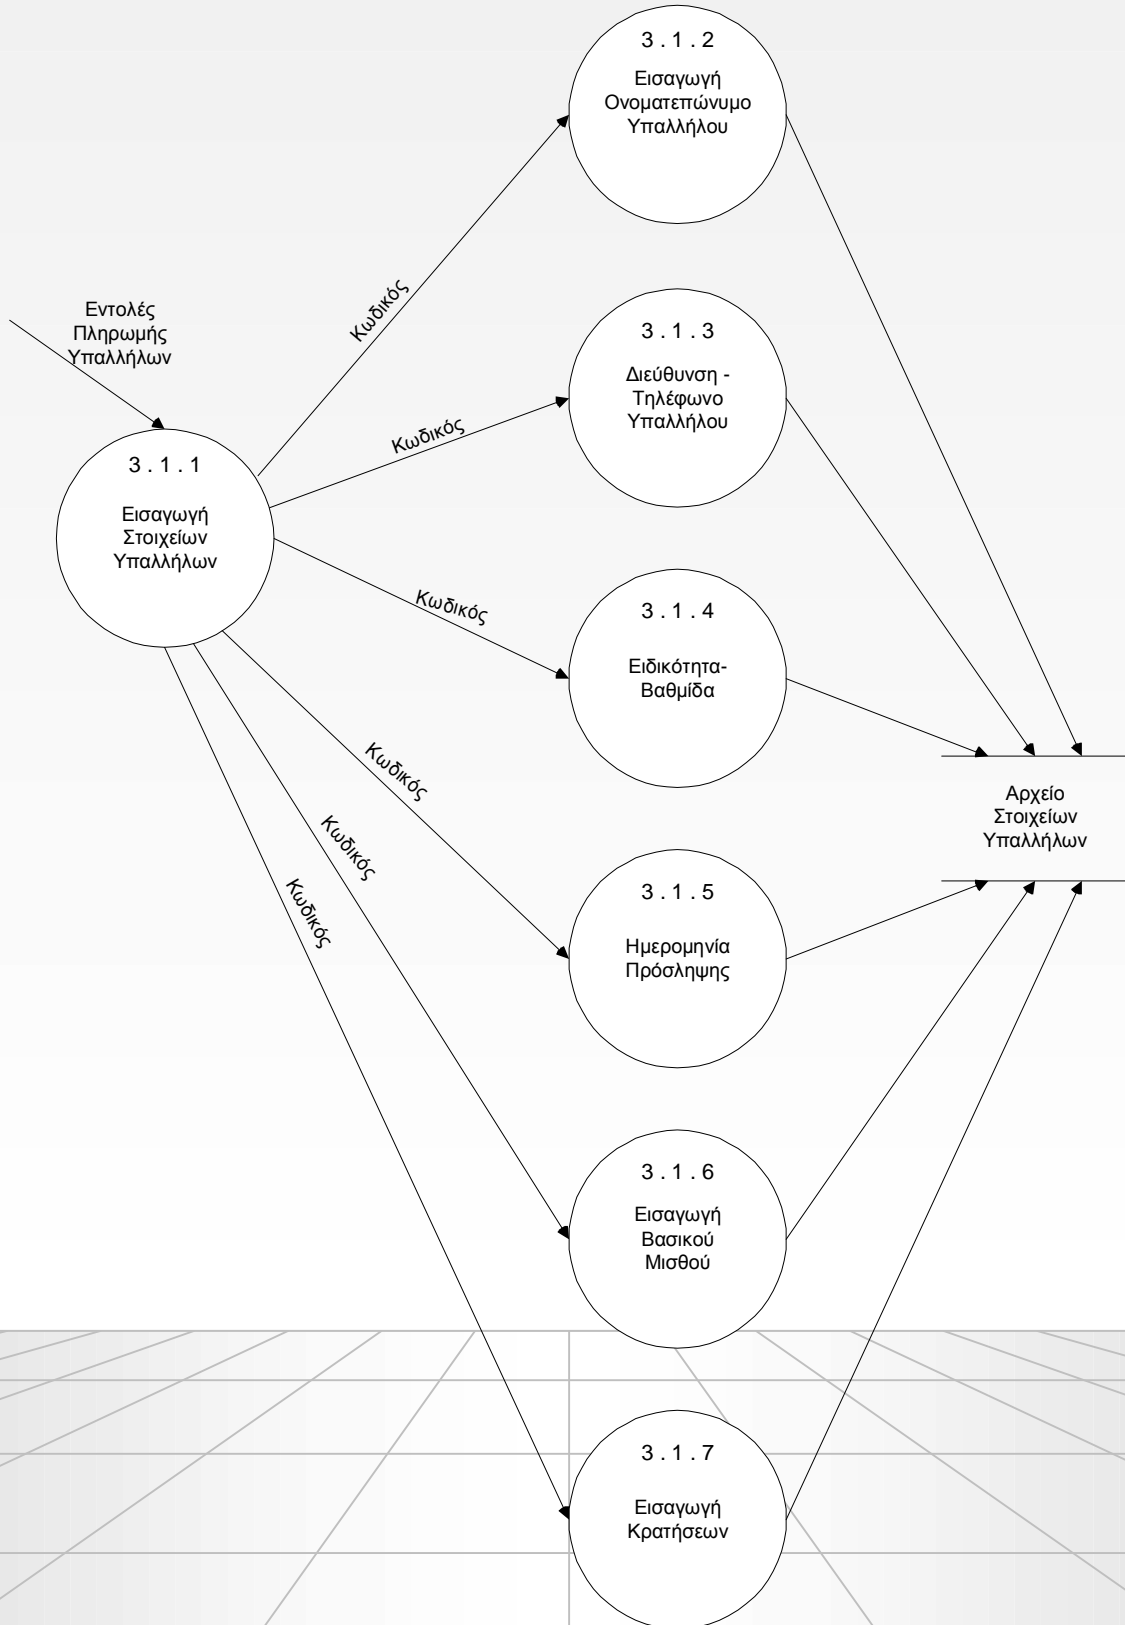 3.1.2
Εισαγωγή
Ονοματεπώνυμο
Υπαλλήλου
Κωδικός
Εντολές
Πληρωμής
Υπαλλήλων
3.1.3
Διεύθυνση -
Τηλέφωνο
Υπαλλήλου
Κωδικός
3.1.1
Εισαγωγή
Στοιχείων
Υπαλλήλων
Κωδικός
3.1.4
Ειδικότητα-
Βαθμίδα
Κωδικός
Αρχείο
Στοιχείων
Υπαλλήλων
Κωδικός
Κωδικός
3.1.5
Ημερομηνία
Πρόσληψης
3.1.6
Εισαγωγή
Βασικού
Μισθού
3.1.7
Εισαγωγή
Κρατήσεων